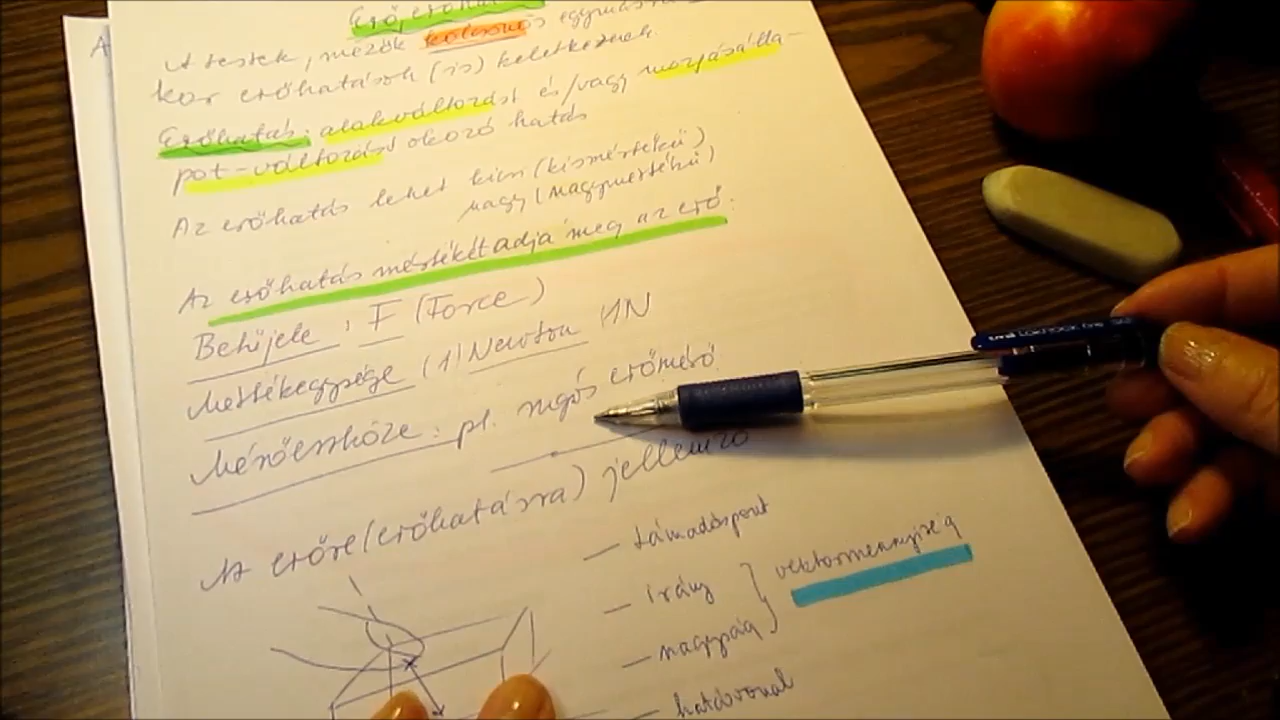 Erő, erőhatás
A testek, mezők kölcsönös
kor erőhatások (is) keletkeznek.
Erőhatás: alakváltozást és/vagy mozgásálla-
pot-változást okozó hatás
Az erőhatás lehet kicsi (kismértékű)
nagy (nagymértékű)
Az erőhatás mértékét adja meg az erő.
Betűjele: F (Force)
Mértékegysége (1) Newton 1N
Mérőeszköze: pl. rugós erőmérő
Az erőre (erőhatásra) jellemző
— támadáspont
— irány
vektormennyiség
— nagyság
— hatásvonal